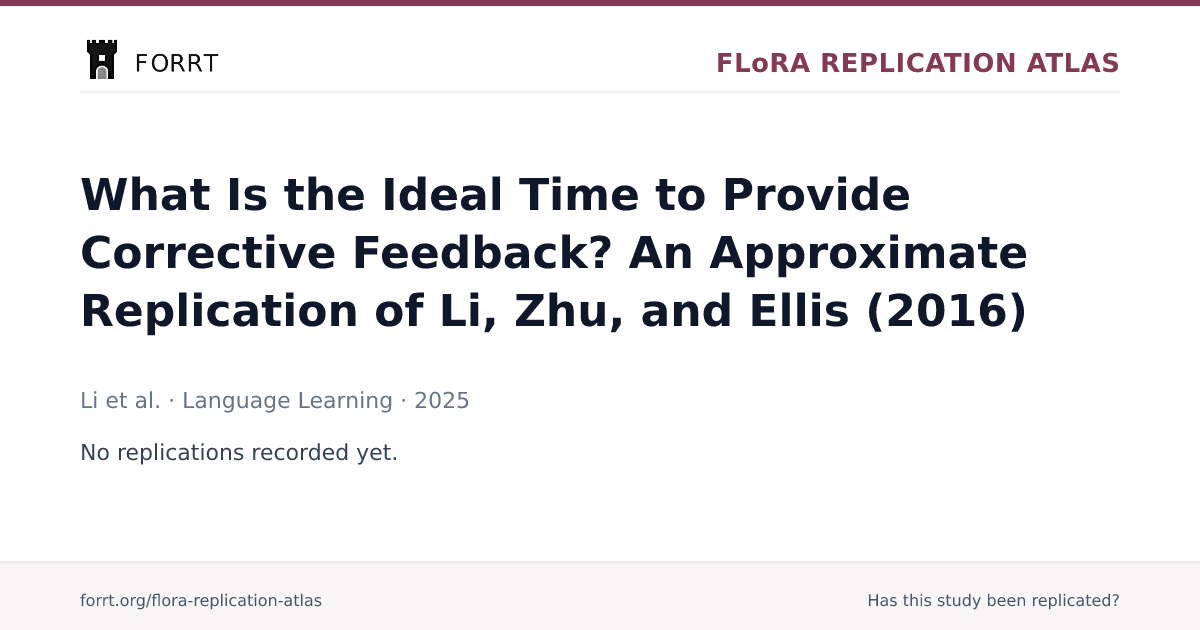 FORRT
FLoRA REPLICATION ATLAS
What Is the Ideal Time to Provide
Corrective Feedback? An Approximate
Replication of Li, Zhu, and Ellis (2016)
Li et al. · Language Learning · 2025
No replications recorded yet.
forrt.org/flora-replication-atlas
Has this study been replicated?